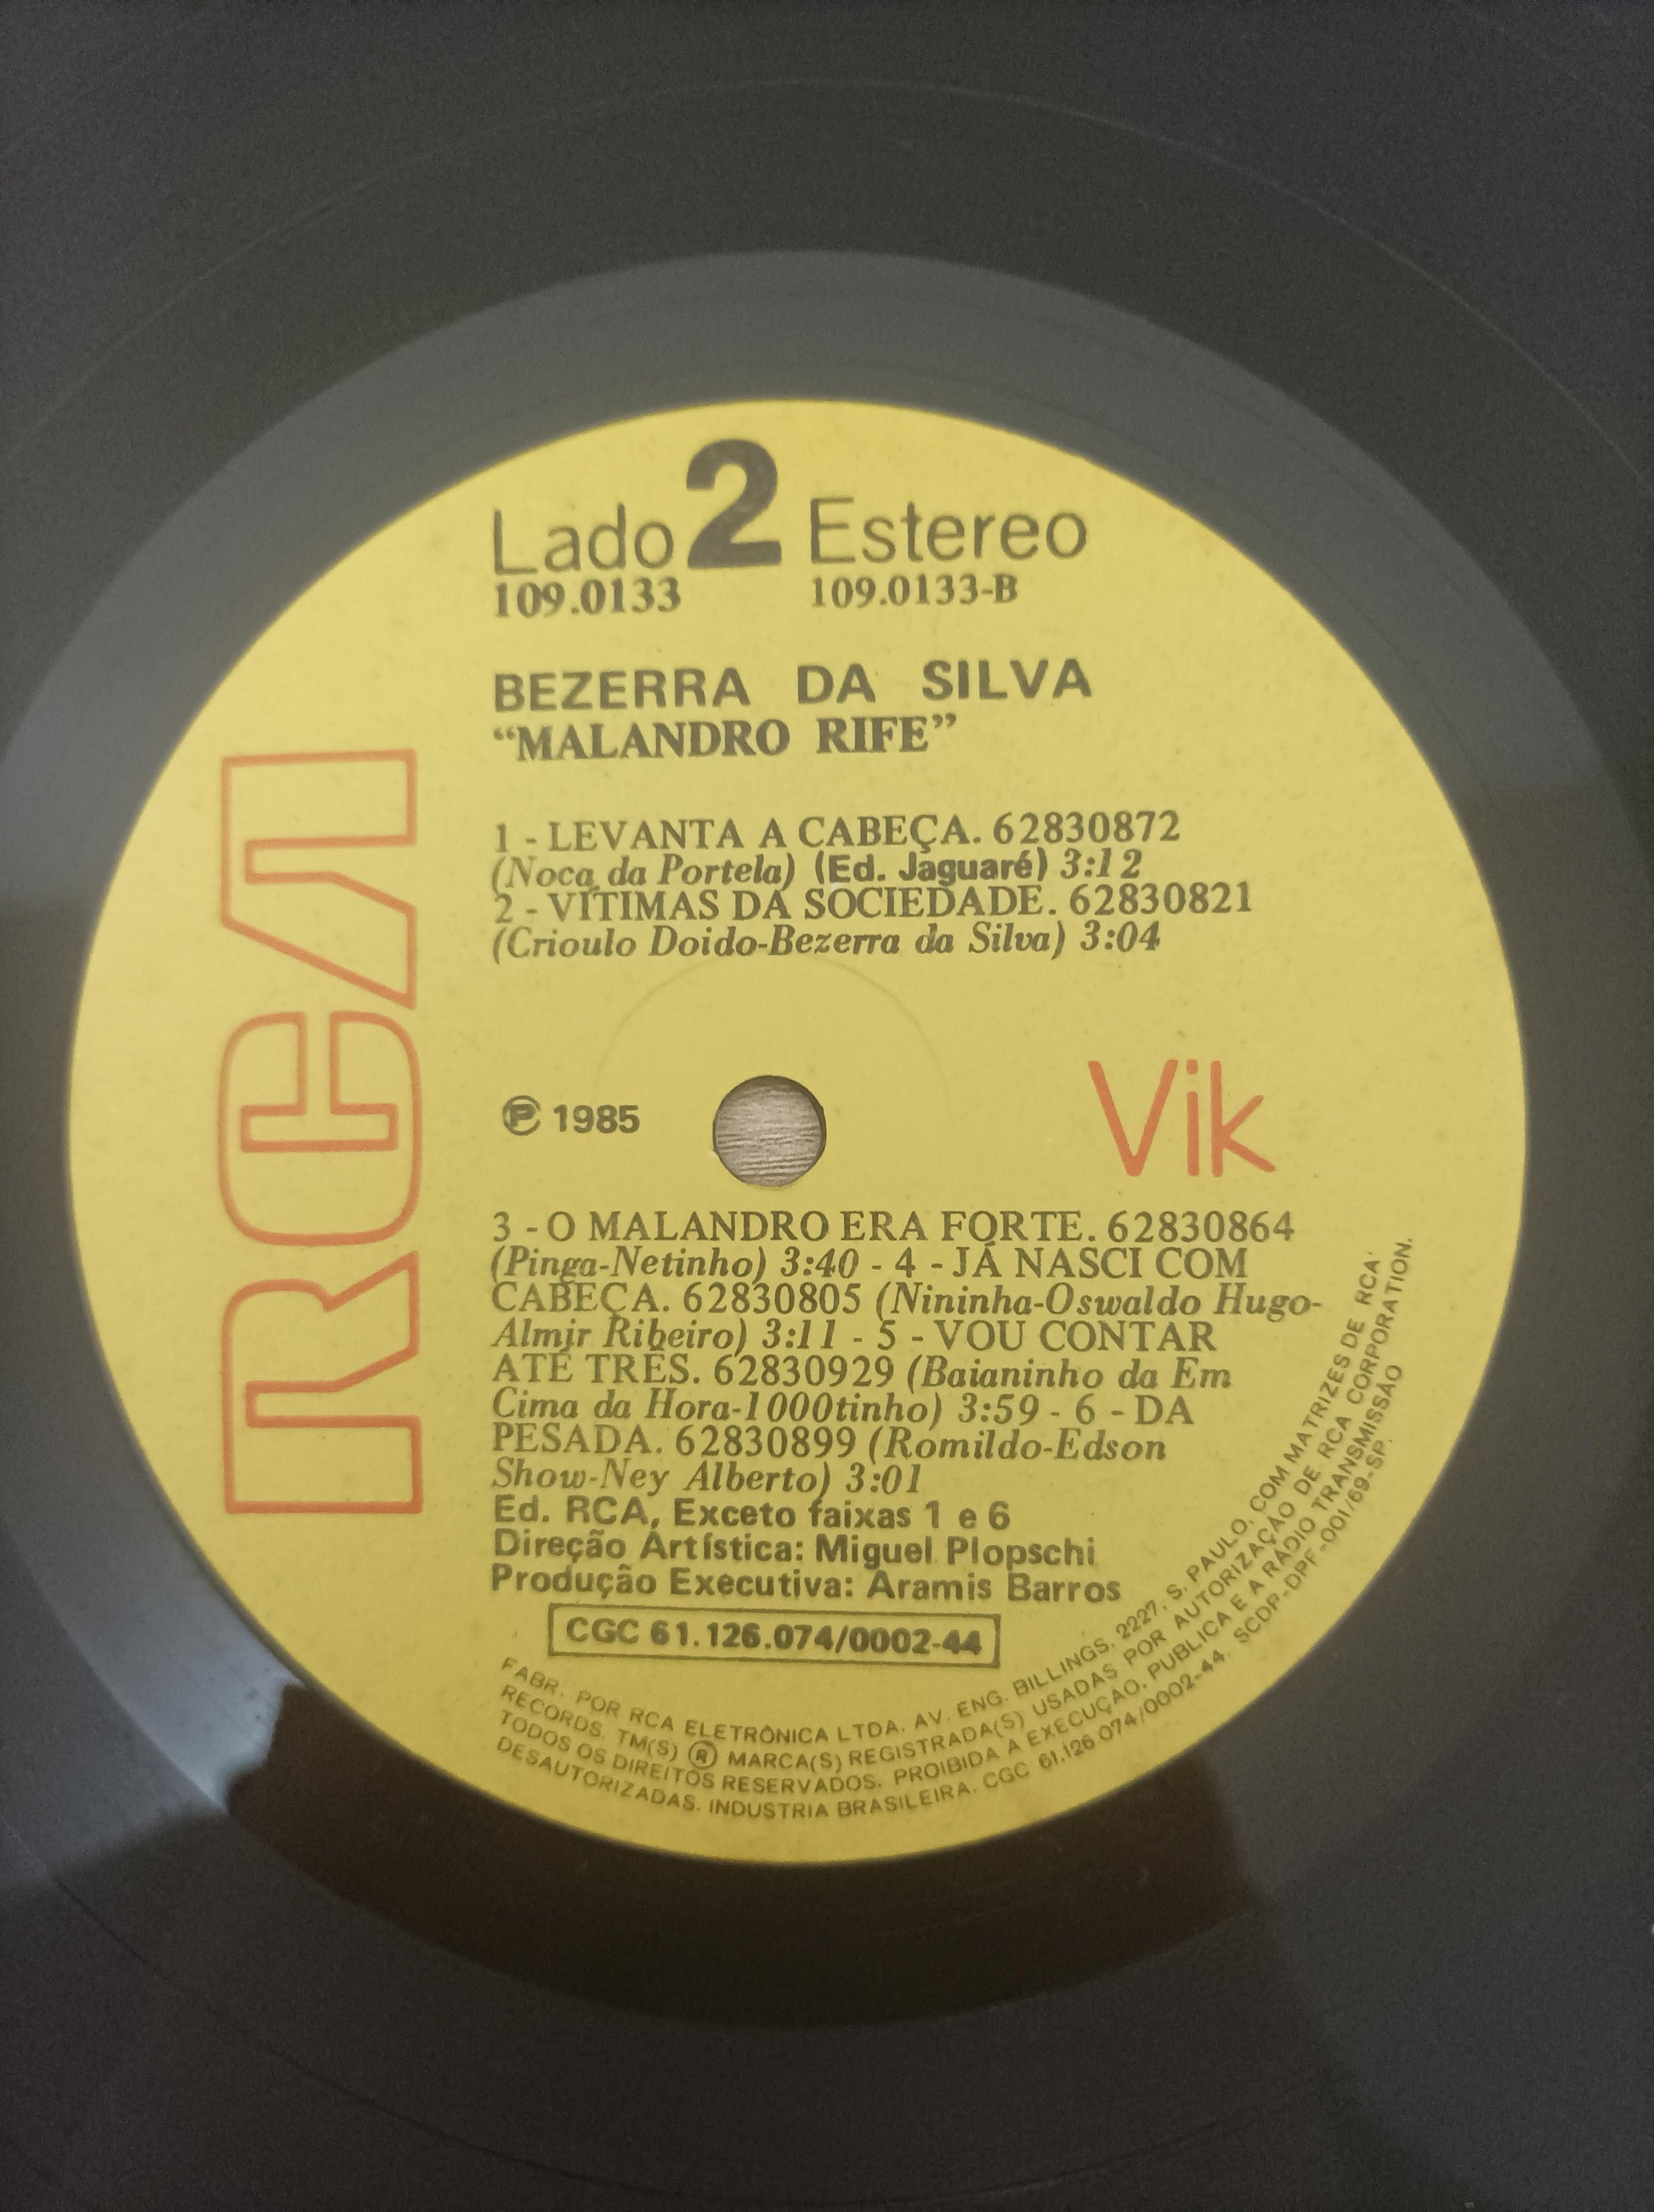 Lado 2 Estereo
109.0133 109.0133-B
BEZERRA DA SILVA
“MALANDRO RIFE”
1 - LEVANTA A CABEÇA. 62830872
(Noca da Portela) (Ed. Jaguaré) 3:12
2 - VÍTIMAS DA SOCIEDADE. 62830821
(Crioulo Doido-Bezerra da Silva) 3:04
RCA
℗ 1985
Vik
3 - O MALANDRO ERA FORTE. 62830864
(Pinga-Netinho) 3:40 - 4 - JÁ NASCI COM
CABEÇA. 62830805 (Nininha-Oswaldo Hugo-
Almir Ribeiro) 3:11 - 5 - VOU CONTAR
ATÉ TRÊS. 62830929 (Baianinho da Em
Cima da Hora-1000tinho) 3:59 - 6 - DA
PESADA. 62830899 (Romildo-Edson
Show-Ney Alberto) 3:01
Ed. RCA, Exceto faixas 1 e 6
Direção Artística: Miguel Plopschi
Produção Executiva: Aramis Barros
CGC 61.126.074/0002-44
FABR. POR RCA ELETRÔNICA LTDA. AV. ENG. BILLINGS, 2227, S. PAULO, COM MATRIZES DE RCA
RECORDS. TM(S) ® MARCA(S) REGISTRADA(S) USADAS POR AUTORIZAÇÃO DE RCA CORPORATION.
TODOS OS DIREITOS RESERVADOS. PROIBIDA A EXECUÇÃO, PUBLICA E A RÁDIO TRANSMISSÃO
DESAUTORIZADAS. INDUSTRIA BRASILEIRA. CGC 61.126.074/0002-44. SCDP-DPF-001/69-SP.